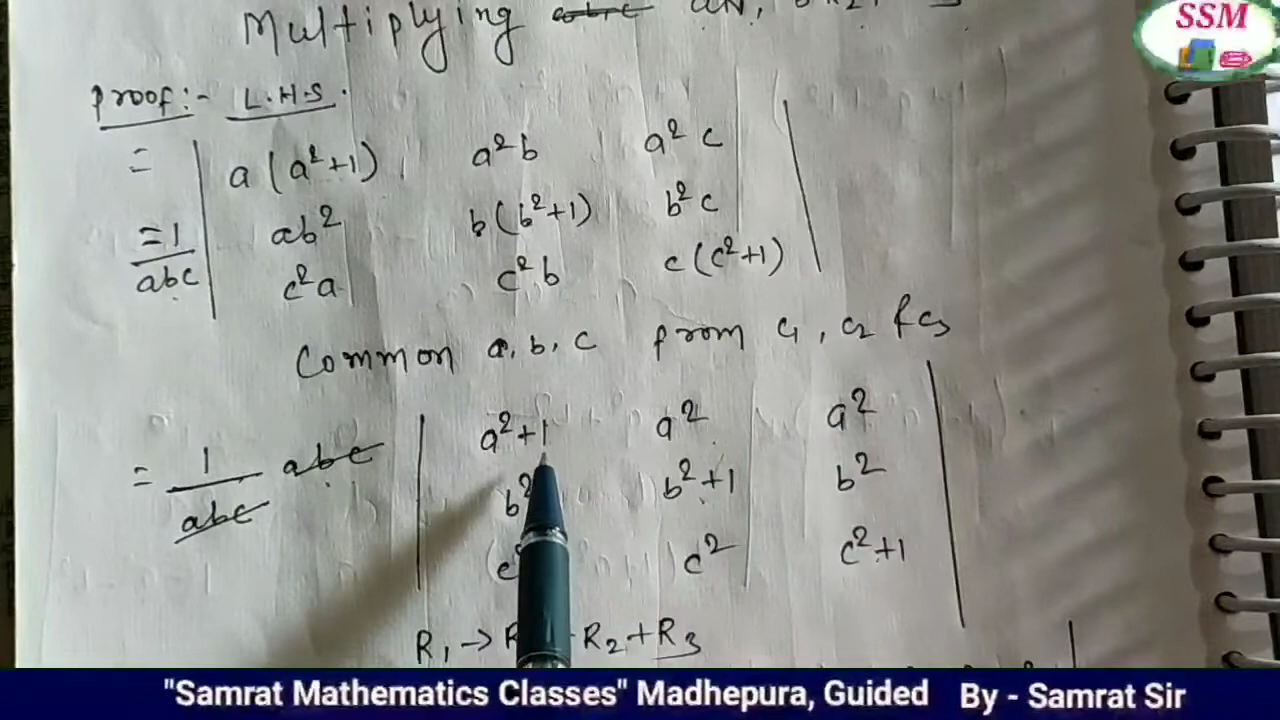 Multiplying
SSM
proof:- L.H.S.
= | a(a²+1) a²b a²c |
=1/abc | ab² b(b²+1) b²c |
| c²a c²b c(c²+1) |
Common a, b, c from c₁, c₂ & c₃
= 1/abc abc | a²+1 a² a² |
| b² b²+1 b² |
| c² c²+1 |
R₁ → R₂ + R₃
"Samrat Mathematics Classes" Madhepura, Guided By - Samrat Sir